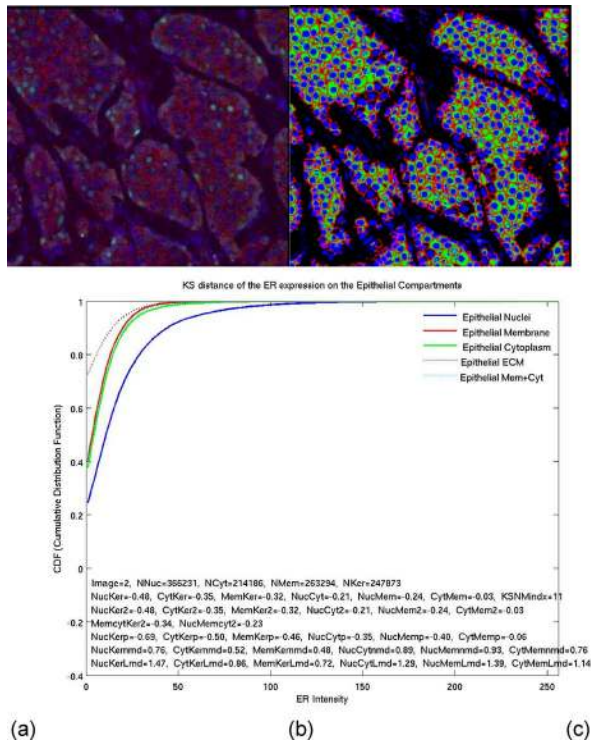 KS distance of the ER expression on the Epithelial Compartments
1
0.8
0.6
0.4
0.2
0
-0.2
-0.4
CDF (Cumulative Distribution Function)
Epithelial Nuclei
Epithelial Membrane
Epithelial Cytoplasm
Epithelial ECM
Epithelial Mem+Cyt
Image=2, NNuc=366231, NCyt=214186, NMem=263294, NKer=247873
NucKer=-0.48, CytKer=-0.35, MemKer=-0.32, NucCyt=-0.21, NucMem=-0.24, CytMem=-0.03, KSNMindx=11
NucKer2=-0.48, CytKer2=-0.35, MemKer2=-0.32, NucCyt2=-0.21, NucMem2=-0.24, CytMem2=-0.03
MemcytKer2=-0.34, NucMemcyt2=-0.23
NucKerp=-0.69, CytKerp=-0.50, MemKerp=-0.46, NucCytp=-0.35, NucMemp=-0.40, CytMemp=-0.06
NucKernmd=0.76, CytKernmd=0.52, MemKernmd=0.48, NucCytnmd=0.89, NucMemnmd=0.93, CytMemnmd=0.76
NucKerLmd=1.47, CytKerLmd=0.86, MemKerLmd=0.72, NucCytLmd=1.29, NucMemLmd=1.39, CytMemLmd=1.14
0 50 100 150 200 250
ER Intensity
(a) (b) (c)